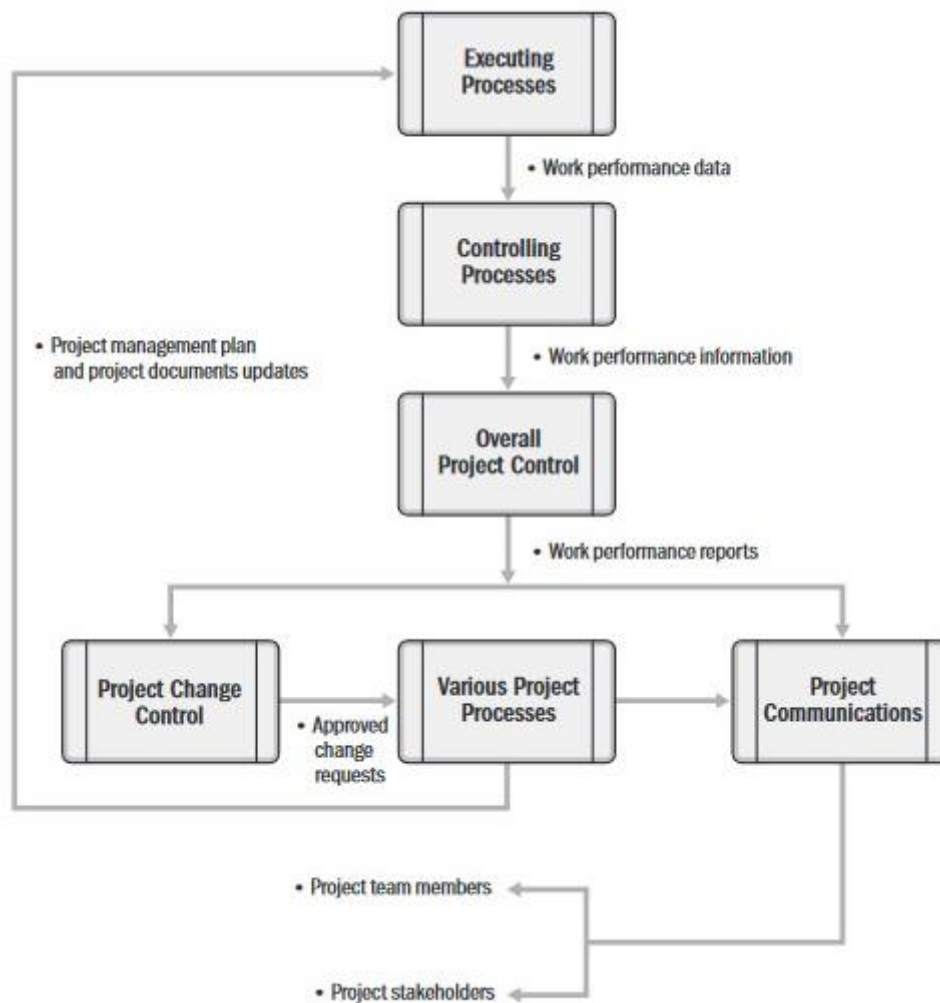 Executing
Processes
• Work performance data
Controlling
Processes
• Project management plan
and project documents updates
• Work performance information
Overall
Project Control
• Work performance reports
Project Change
Control
• Approved
change
requests
Various Project
Processes
Project
Communications
• Project team members
• Project stakeholders